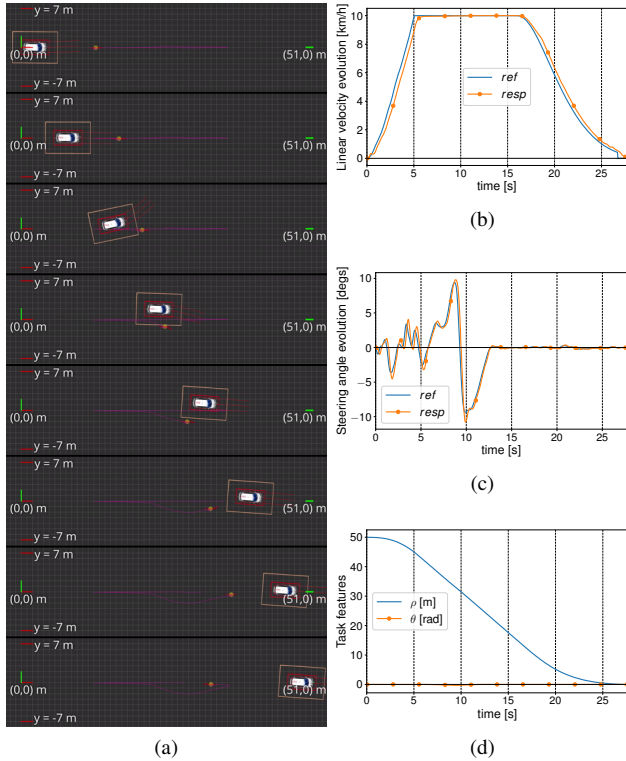 y = 7 m
(0,0) m
(51,0) m
y = -7 m
y = 7 m
(0,0) m
(51,0) m
y = -7 m
y = 7 m
(0,0) m
(51,0) m
y = -7 m
y = 7 m
(0,0) m
(51,0) m
y = -7 m
y = 7 m
(0,0) m
(51,0) m
y = -7 m
y = 7 m
(0,0) m
(51,0) m
y = -7 m
y = 7 m
(0,0) m
(51,0) m
y = -7 m
y = 7 m
(0,0) m
(51,0) m
y = -7 m
(a)
Linear velocity evolution [km/h]
10
8
6
4
2
0
ref
resp
0 5 10 15 20 25
time [s]
(b)
Steering angle evolution [degs]
10
5
0
−5
−10
ref
resp
0 5 10 15 20 25
time [s]
(c)
Task features
50
40
30
20
10
0
ρ [m]
θ [rad]
0 5 10 15 20 25
time [s]
(d)